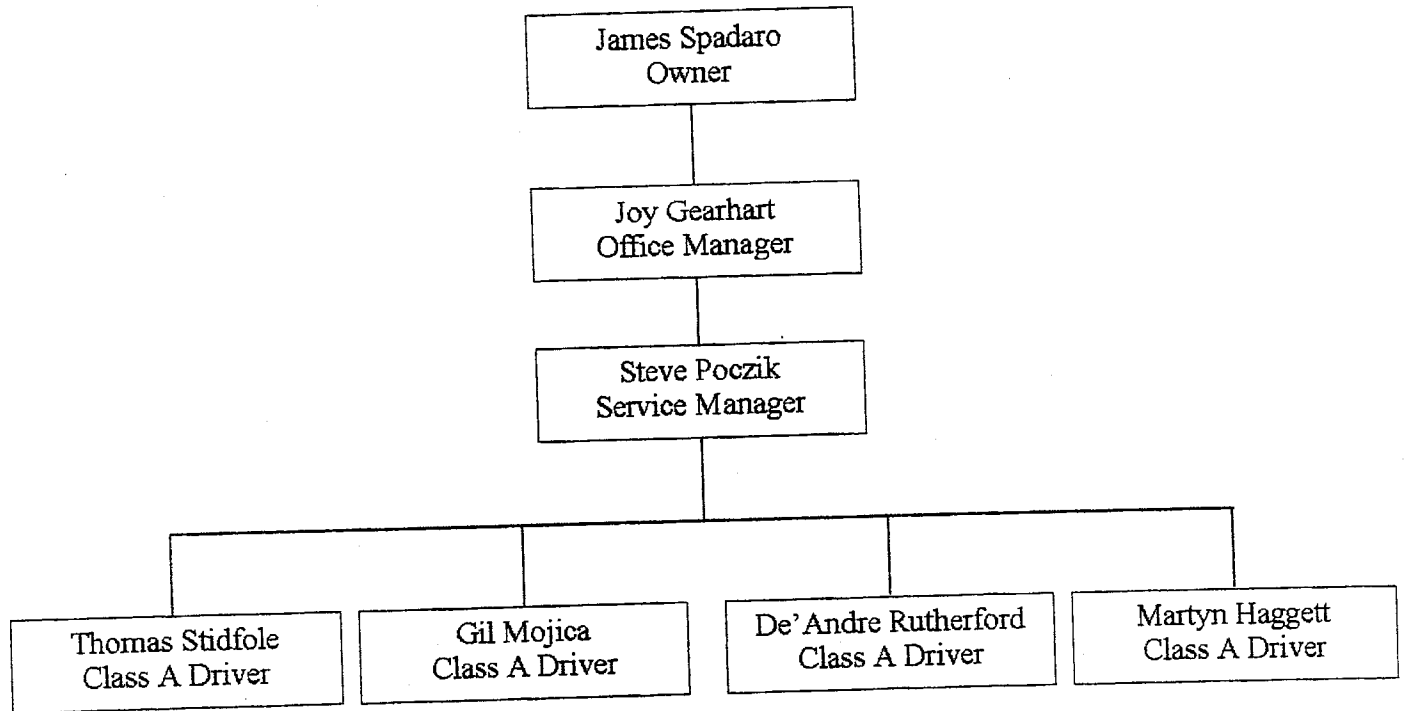 James Spadaro
Owner
Joy Gearhart
Office Manager
Steve Poczik
Service Manager
Thomas Stidfole
Class A Driver
Gil Mojica
Class A Driver
De'Andre Rutherford
Class A Driver
Martyn Haggett
Class A Driver